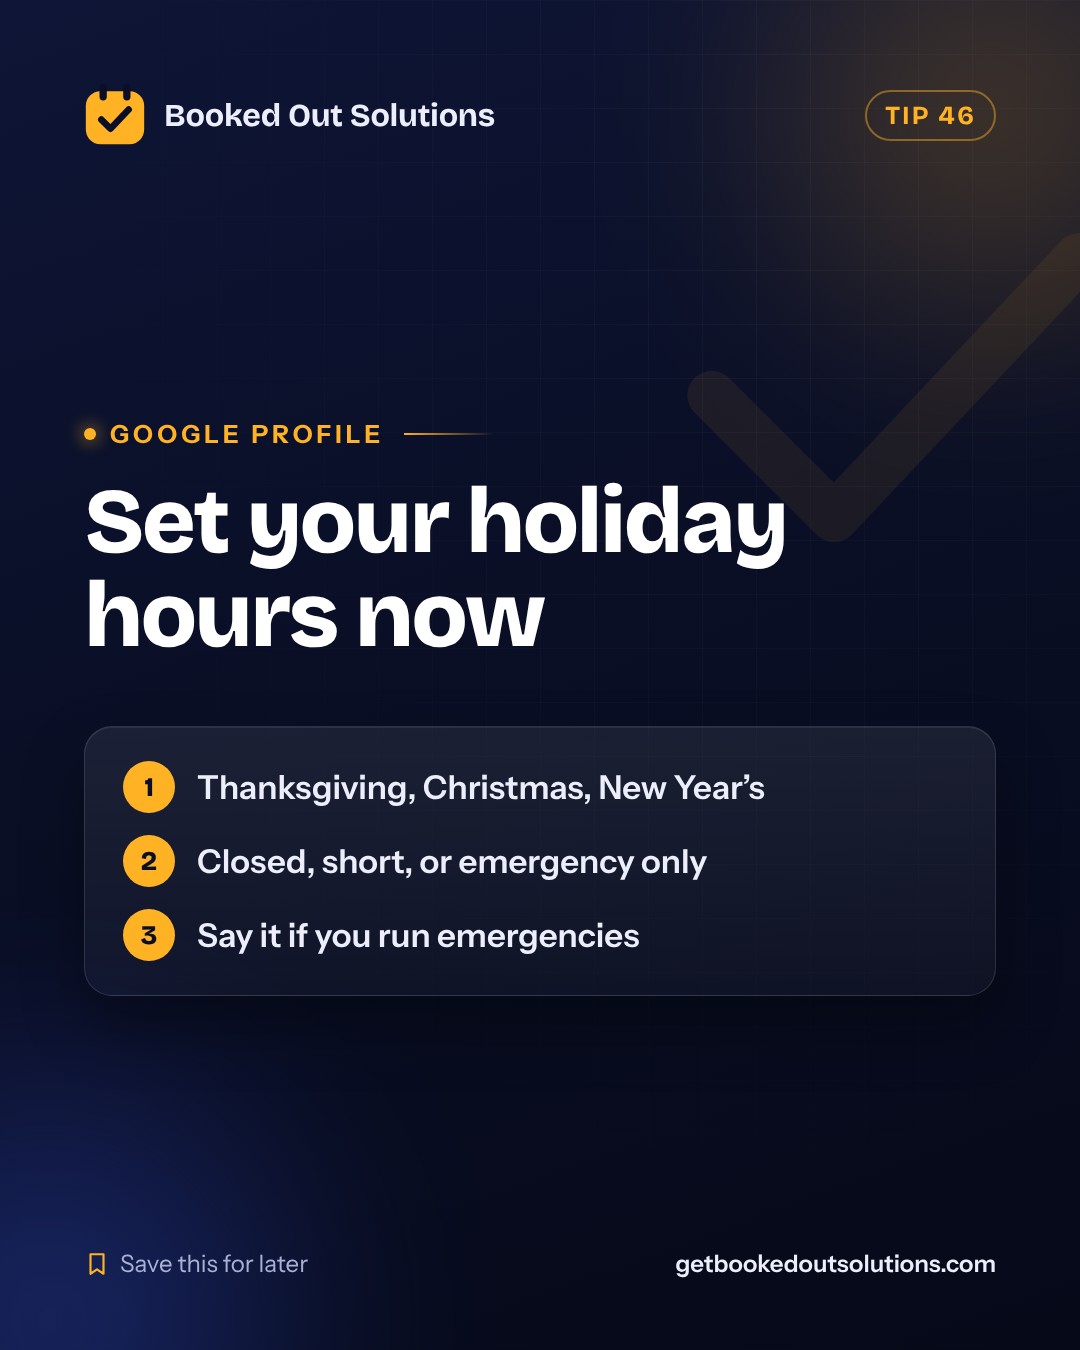 Booked Out Solutions
TIP 46
GOOGLE PROFILE
Set your holiday
hours now
1 Thanksgiving, Christmas, New Year’s
2 Closed, short, or emergency only
3 Say it if you run emergencies
Save this for later
getbookedoutsolutions.com